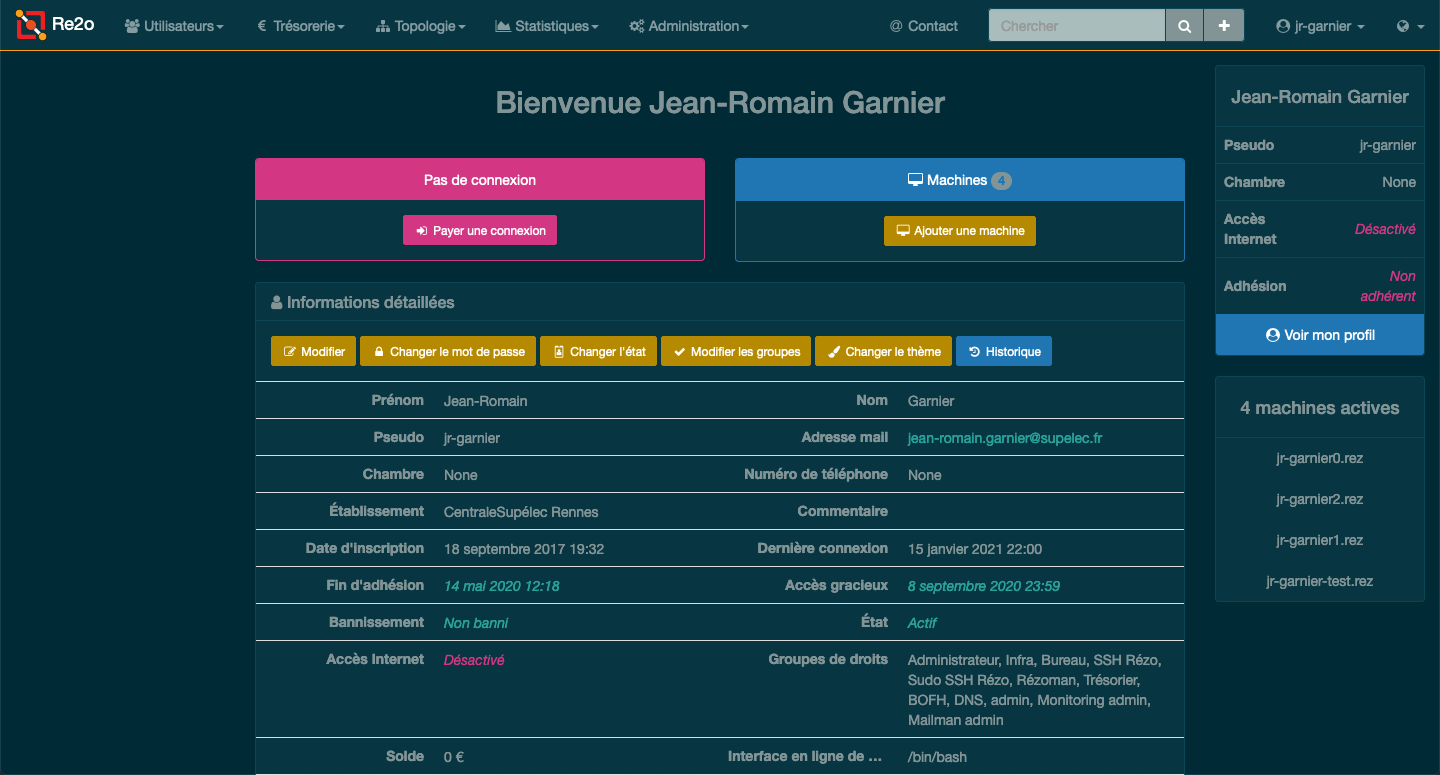 Re2o Utilisateurs € Trésorerie Topologie Statistiques Administration @ Contact Chercher jr-garnier
Bienvenue Jean-Romain Garnier
Pas de connexion
Payer une connexion
Machines 4
Ajouter une machine
Informations détaillées
Modifier Changer le mot de passe Changer l'état Modifier les groupes Changer le thème Historique
Prénom Jean-Romain Nom Garnier
Pseudo jr-garnier Adresse mail jean-romain.garnier@supelec.fr
Chambre None Numéro de téléphone None
Établissement CentraleSupélec Rennes Commentaire
Date d'inscription 18 septembre 2017 19:32 Dernière connexion 15 janvier 2021 22:00
Fin d'adhésion 14 mai 2020 12:18 Accès gracieux 8 septembre 2020 23:59
Bannissement Non banni État Actif
Accès Internet Désactivé Groupes de droits Administrateur, Infra, Bureau, SSH Rézo,
Sudo SSH Rézo, Rézoman, Trésorier,
BOFH, DNS, admin, Monitoring admin,
Mailman admin
Solde 0 € Interface en ligne de ... /bin/bash
Jean-Romain Garnier
Pseudo jr-garnier
Chambre None
Accès
Internet Désactivé
Adhésion Non
adhérent
Voir mon profil
4 machines actives
jr-garnier0.rez
jr-garnier2.rez
jr-garnier1.rez
jr-garnier-test.rez